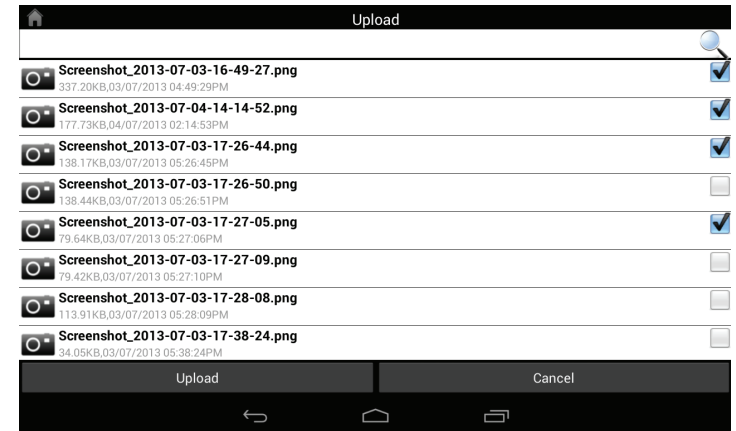 Upload
Screenshot_2013-07-03-16-49-27.png
337.20KB,03/07/2013 04:49:29PM
Screenshot_2013-07-04-14-14-52.png
177.73KB,04/07/2013 02:14:53PM
Screenshot_2013-07-03-17-26-44.png
138.17KB,03/07/2013 05:26:45PM
Screenshot_2013-07-03-17-26-50.png
138.44KB,03/07/2013 05:26:51PM
Screenshot_2013-07-03-17-27-05.png
79.64KB,03/07/2013 05:27:06PM
Screenshot_2013-07-03-17-27-09.png
79.42KB,03/07/2013 05:27:10PM
Screenshot_2013-07-03-17-28-08.png
113.91KB,03/07/2013 05:28:09PM
Screenshot_2013-07-03-17-38-24.png
34.05KB,03/07/2013 05:38:24PM
Upload
Cancel